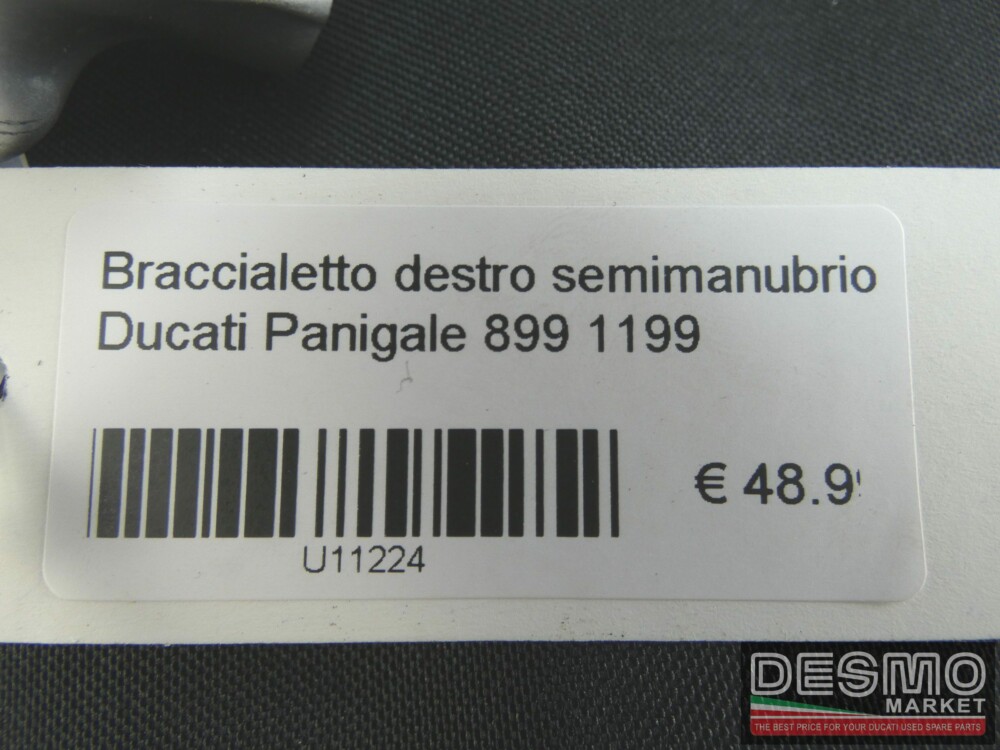 Braccialetto destro semimanubrio
Ducati Panigale 899 1199
€ 48.9
U11224
DESMO
MARKET
THE BEST PRICE FOR YOUR DUCATI USED SPARE PARTS